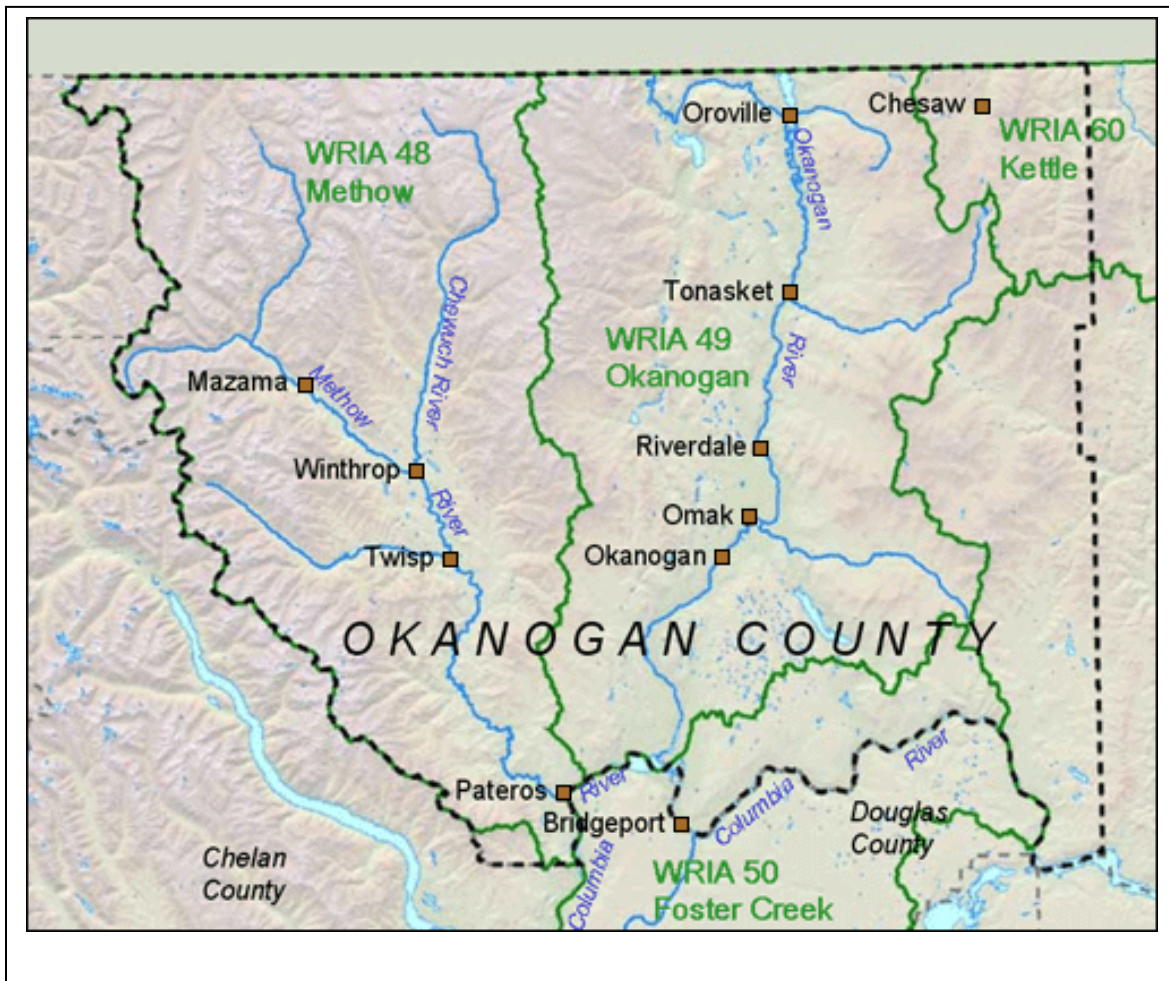 Oroville
Chesaw
WRIA 60
Kettle
WRIA 48
Methow
Okanogan
Chewuch River
Tonasket
WRIA 49
Okanogan
River
Mazama
Methow
Riverdale
Winthrop
River
Omak
Twisp
Okanogan
OKANOGAN COUNTY
Pateros
River
River
Columbia
Bridgeport
Douglas
County
Chelan
County
Columbia
WRIA 50
Foster Creek